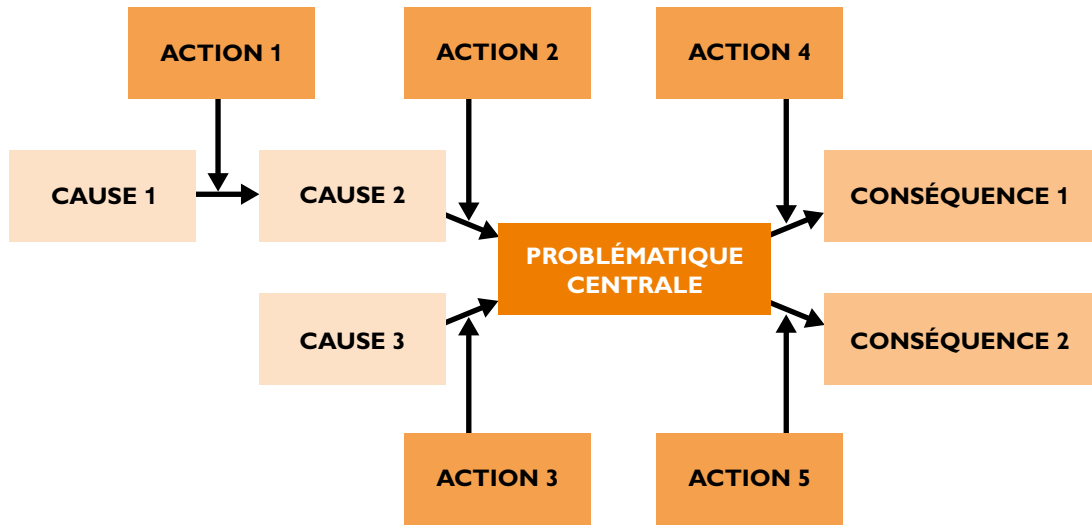 ACTION 1
ACTION 2
ACTION 4
CAUSE 1
CAUSE 2
CONSÉQUENCE 1
PROBLÉMATIQUE
CENTRALE
CAUSE 3
CONSÉQUENCE 2
ACTION 3
ACTION 5